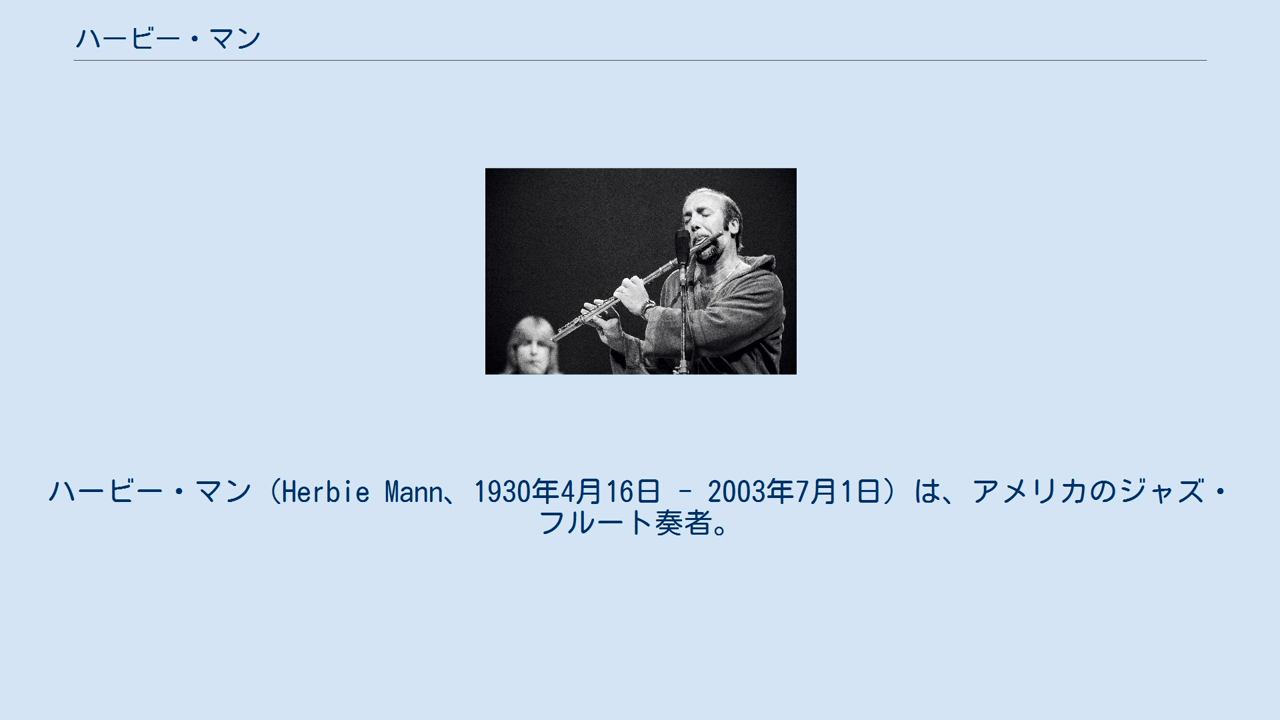 ハービー・マン
ハービー・マン（Herbie Mann、1930年4月16日 - 2003年7月1日）は、アメリカのジャズ・
フルート奏者。